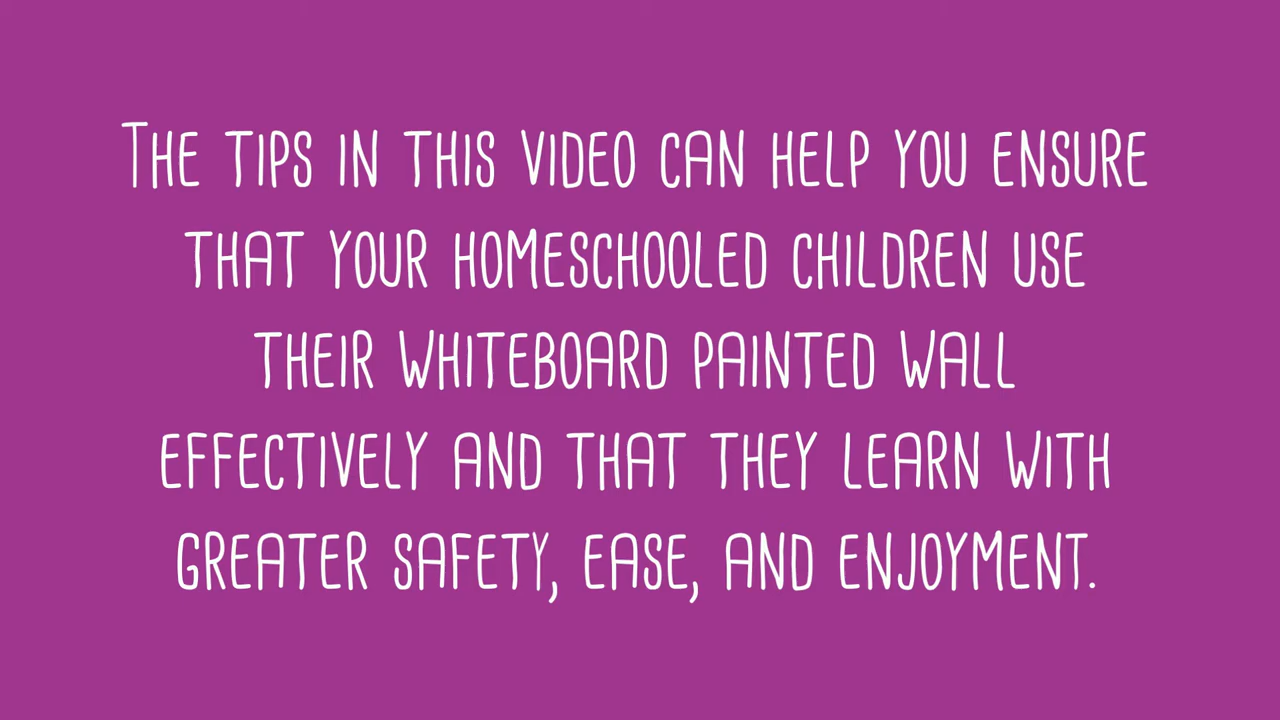 The tips in this video can help you ensure
that your homeschooled children use
their whiteboard painted wall
effectively and that they learn with
greater safety, ease, and enjoyment.